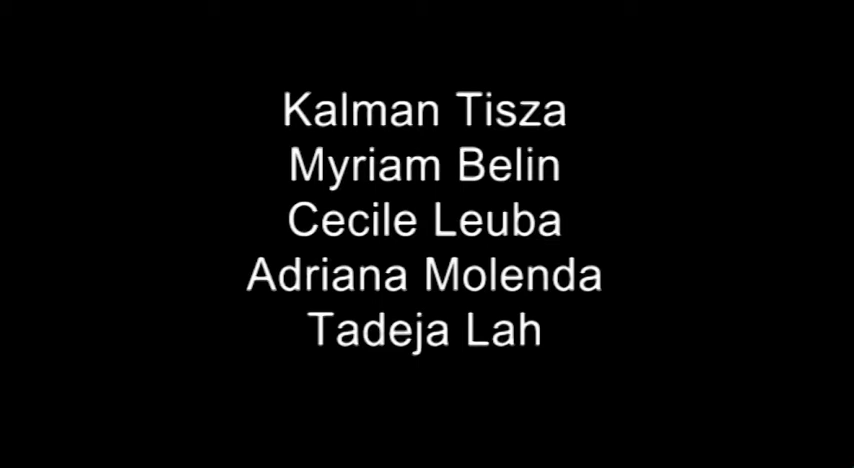 Kalman Tisza
Myriam Belin
Cecile Leuba
Adriana Molenda
Tadeja Lah